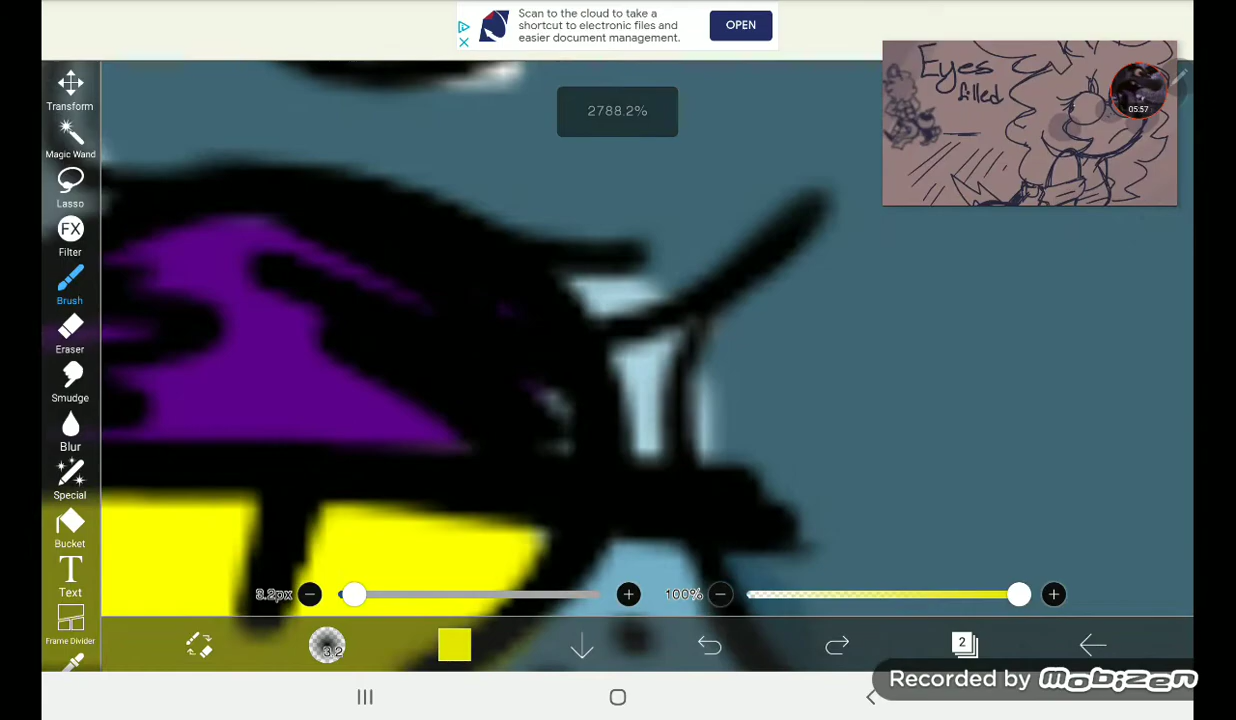 Scan to the cloud to take a
shortcut to electronic files and
easier document management.
OPEN
Eyes
filled
05:57
2788.2%
Transform
Magic Wand
Lasso
FX
Filter
Brush
Eraser
Smudge
Blur
Special
Bucket
T
Text
Frame Divider
3.2px
100%
3.2
2
Recorded by mobizen